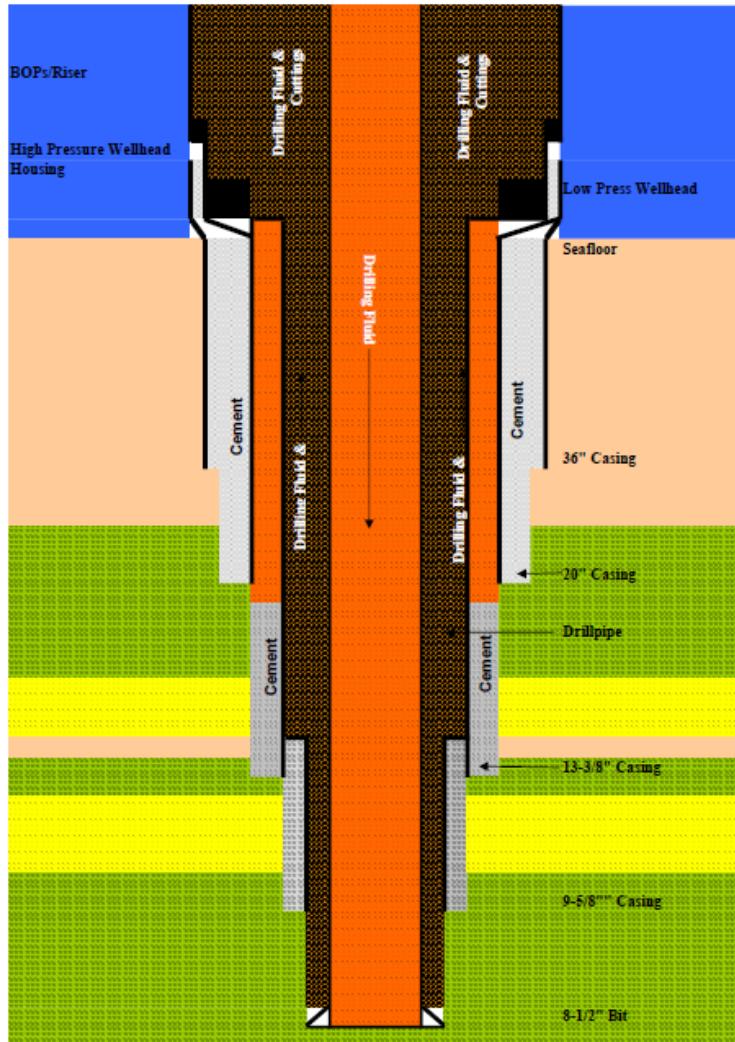 BOPs/Riser
Drilling Fluid &
Cuttings
Drilling Fluid &
Cuttings
High Pressure Wellhead
Housing
Low Press Wellhead
Seafloor
Drilling Fluid
Cement
Cement
36" Casing
Drilling Fluid &
Drilling Fluid &
20" Casing
Drillpipe
Cement
Cement
13-3/8" Casing
9-5/8"" Casing
8-1/2" Bit